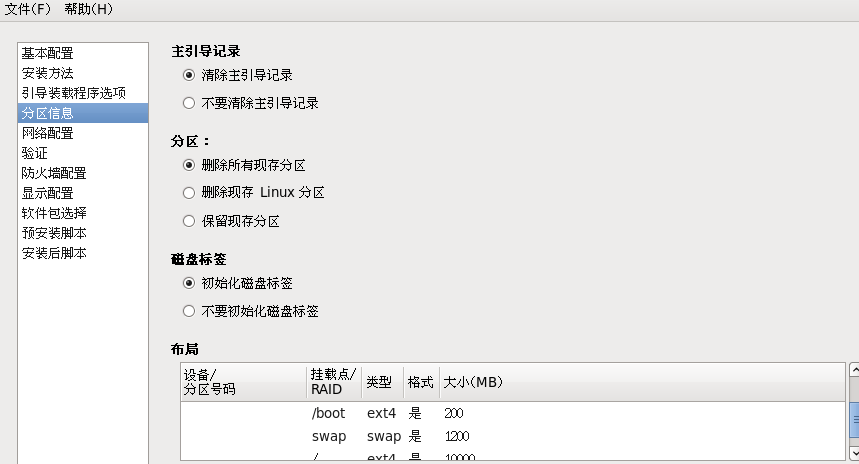 文件(F) 帮助(H)
基本配置
安装方法
引导装载程序选项
分区信息
网络配置
验证
防火墙配置
显示配置
软件包选择
预安装脚本
安装后脚本
主引导记录
清除主引导记录
不要清除主引导记录
分区：
删除所有现存分区
删除现存 Linux 分区
保留现存分区
磁盘标签
初始化磁盘标签
不要初始化磁盘标签
布局
设备/
分区号码
挂载点/
RAID
类型
格式
大小(MB)
/boot ext4 是 200
swap swap 是 1200
/ ext4 是 10000